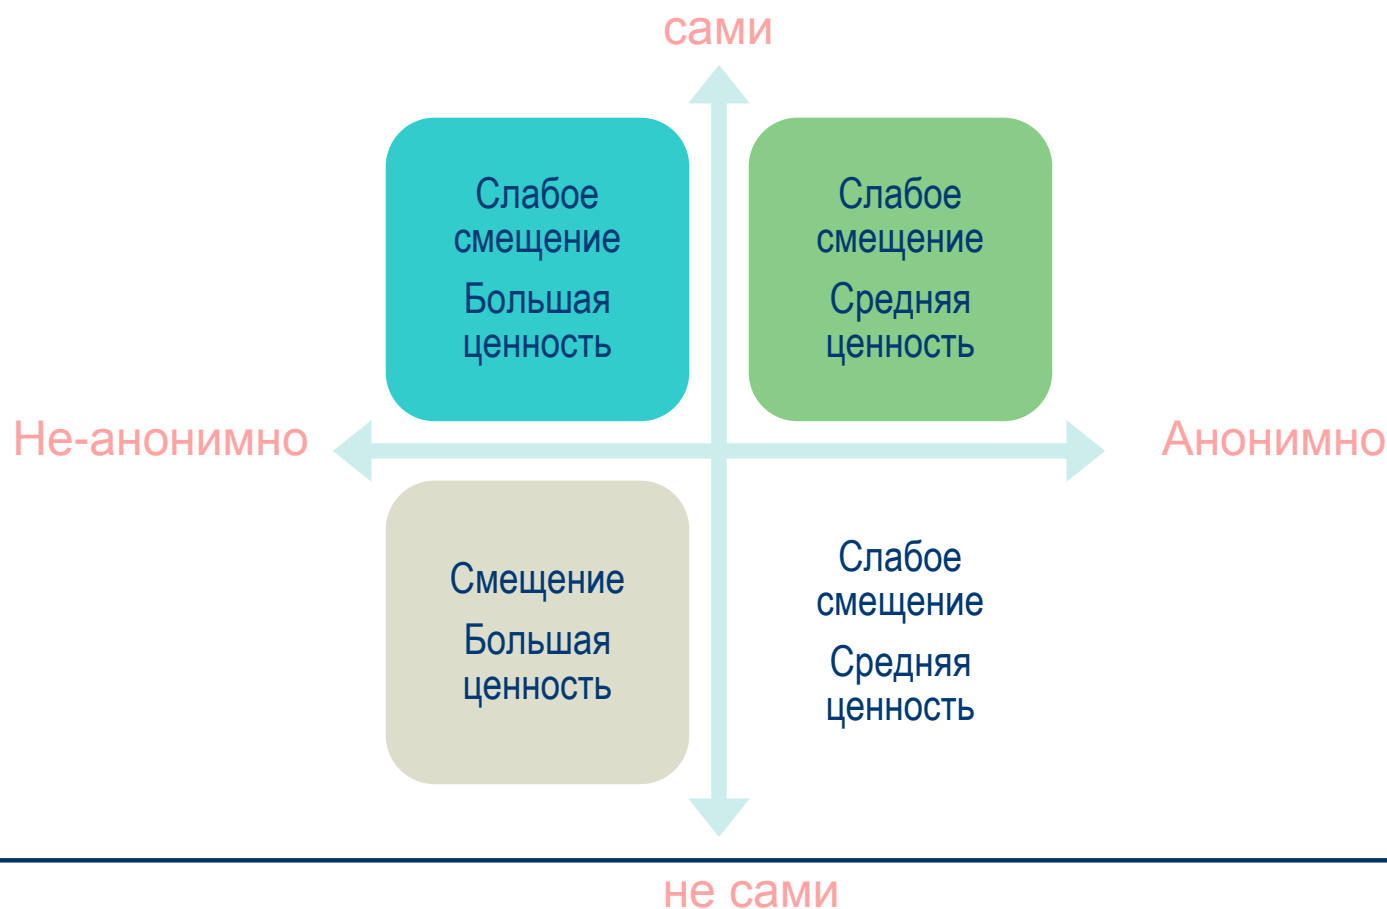 сами
Слабое
смещение
Большая
ценность
Слабое
смещение
Средняя
ценность
Не-анонимно
Анонимно
Смещение
Большая
ценность
Слабое
смещение
Средняя
ценность
не сами